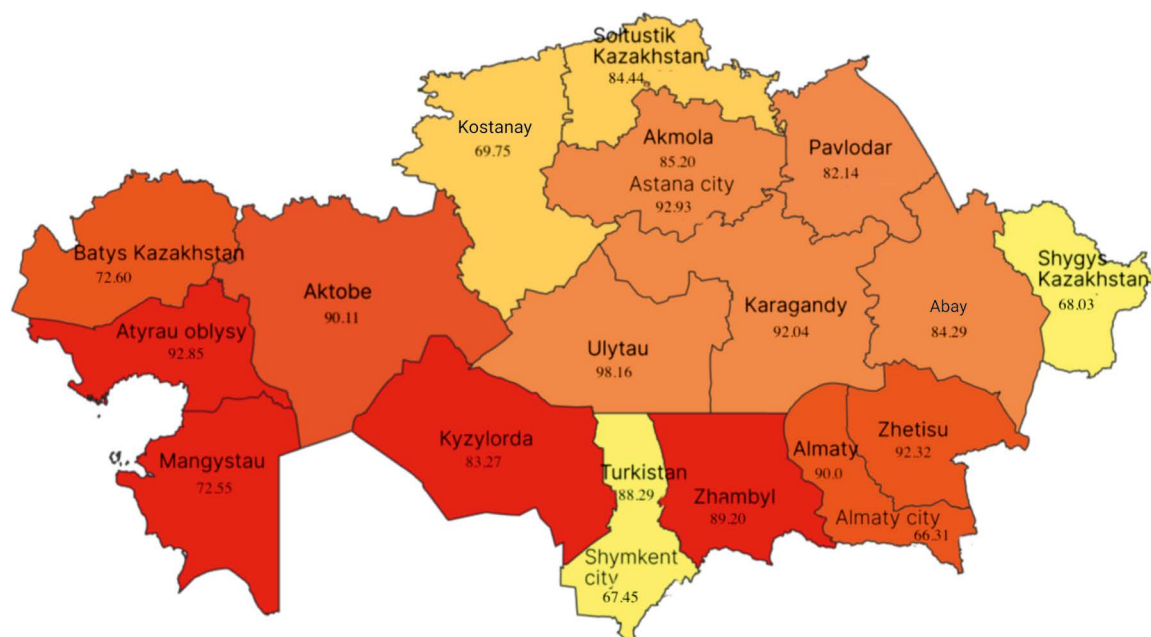 Soltustik
Kazakhstan
84.44
Kostanay
69.75
Akmola
85.20
Astana city
92.93
Pavlodar
82.14
Batys Kazakhstan
72.60
Aktobe
90.11
Atyrau oblysy
92.85
Ulytau
98.16
Karagandy
92.04
Abay
84.29
Shygys
Kazakhstan
68.03
Mangystau
72.55
Kyzylorda
83.27
Turkistan
88.29
Zhambyl
89.20
Almaty
90.0
Zhetisu
92.32
Almaty city
66.31
Shymkent
city
67.45